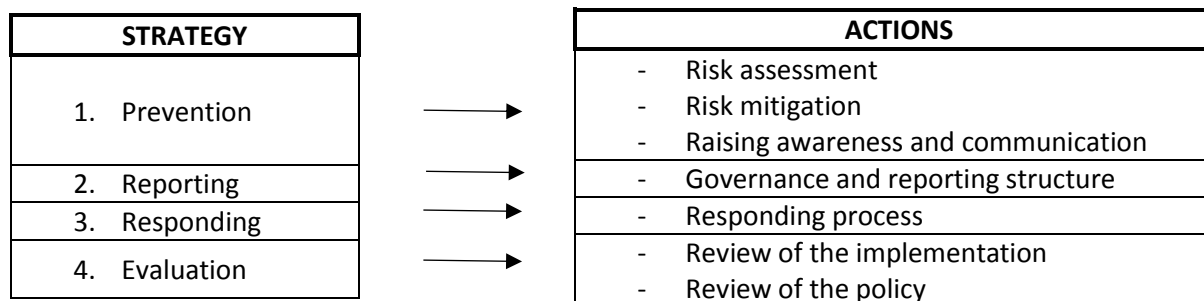 STRATEGY
1. Prevention
2. Reporting
3. Responding
4. Evaluation
ACTIONS
- Risk assessment
- Risk mitigation
- Raising awareness and communication
- Governance and reporting structure
- Responding process
- Review of the implementation
- Review of the policy